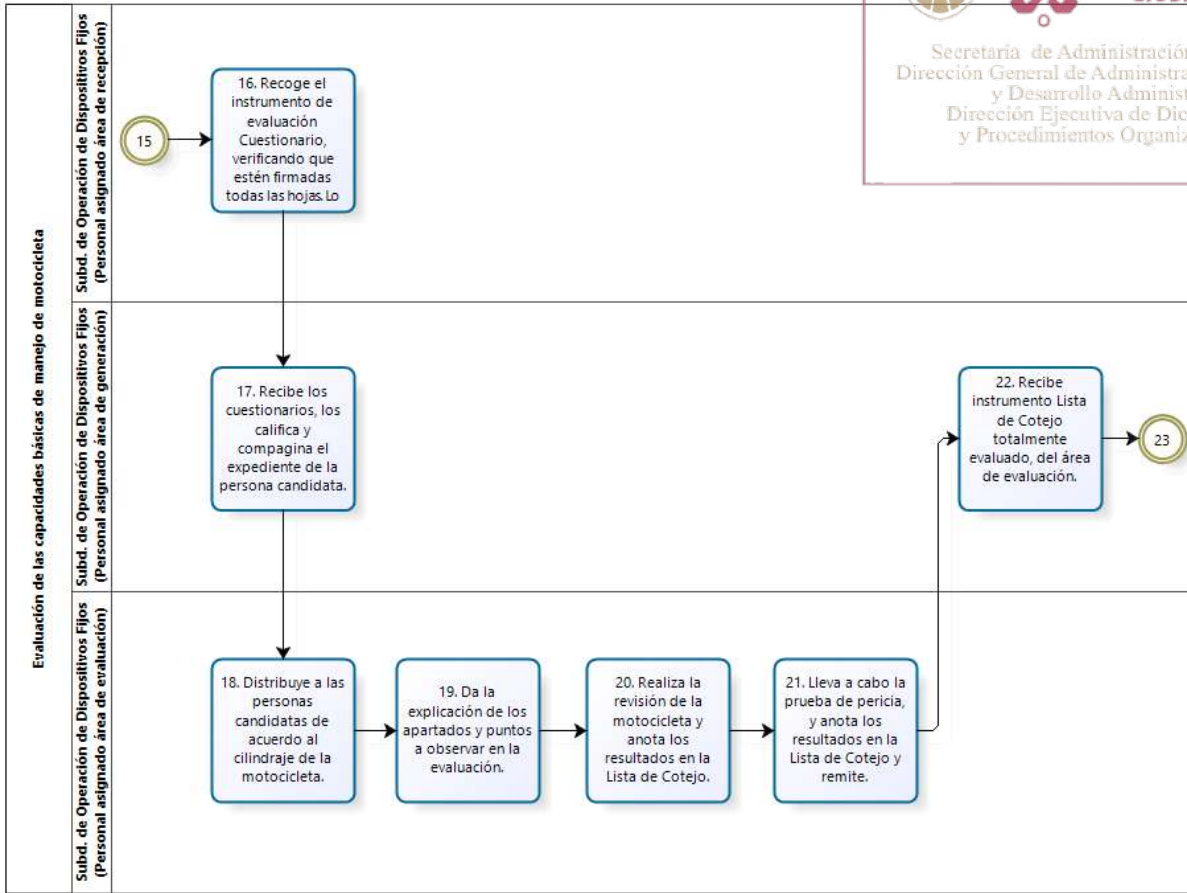 Secretaría de Administración
Dirección General de Administra
y Desarrollo Administ
Dirección Ejecutiva de Dic
y Procedimientos Organiz
Evaluación de las capacidades básicas de manejo de motocicleta
Subd. de Operación de Dispositivos Fijos
(Personal asignado área de recepción)
15
16. Recoge el
instrumento de
evaluación
Cuestionario,
verificando que
estén firmadas
todas las hojas. Lo
Subd. de Operación de Dispositivos Fijos
(Personal asignado área de generación)
17. Recibe los
cuestionarios, los
califica y
compagina el
expediente de la
persona candidata.
22. Recibe
instrumento Lista
de Cotejo
totalmente
evaluado, del área
de evaluación.
23
Subd. de Operación de Dispositivos Fijos
(Personal asignado área de evaluación)
18. Distribuye a las
personas
candidatas de
acuerdo al
cilindraje de la
motocicleta.
19. Da la
explicación de los
apartados y puntos
a observar en la
evaluación.
20. Realiza la
revisión de la
motocicleta y
anota los
resultados en la
Lista de Cotejo.
21. Lleva a cabo la
prueba de pericia,
y anota los
resultados en la
Lista de Cotejo y
remite.